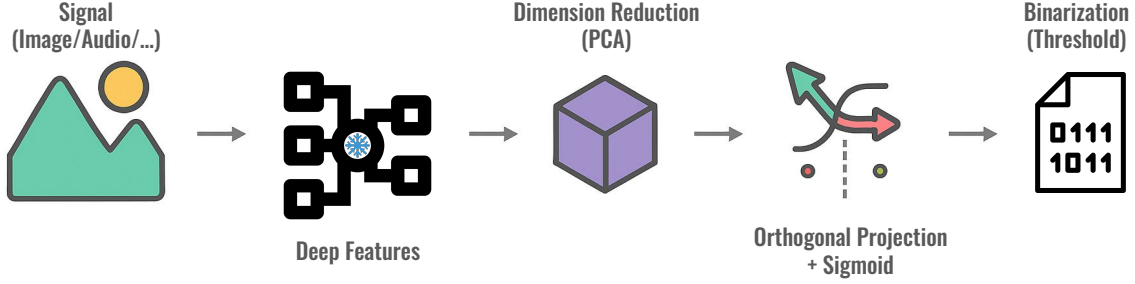 Signal
(Image/Audio/...)
Deep Features
Dimension Reduction
(PCA)
Orthogonal Projection
+ Sigmoid
Binarization
(Threshold)
0111
1011